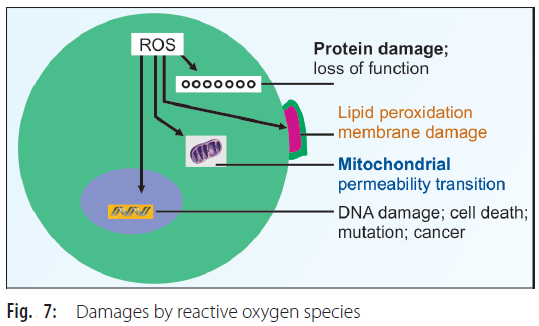 ROS
Protein damage;
loss of function
Lipid peroxidation
membrane damage
Mitochondrial
permeability transition
DNA damage; cell death;
mutation; cancer
Fig. 7: Damages by reactive oxygen species